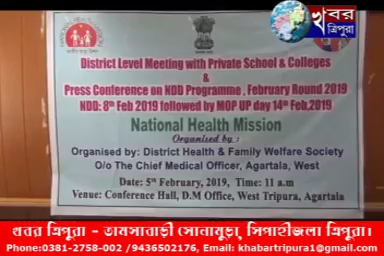 খবর
ত্রিপুরা
District Level Meeting with Private School & Colleges
&
Press Conference on NDD Programme , February Round 2019
NDD: 8th Feb 2019 followed by MOP UP day 14th Feb,2019
National Health Mission
Organised by :
Organised by: District Health & Family Welfare Society
O/o The Chief Medical Officer, Agartala, West
Date: 5th February, 2019, Time: 11 a.m
Venue: Conference Hall, D.M Office, West Tripura, Agartala
খবর ত্রিপুরা - তামসাবাড়ী সোনামুড়া, সিপাহীজলা ত্রিপুরা।
Phone:0381-2758-002 /9436502176, Email: khabartripura1@gmail.com